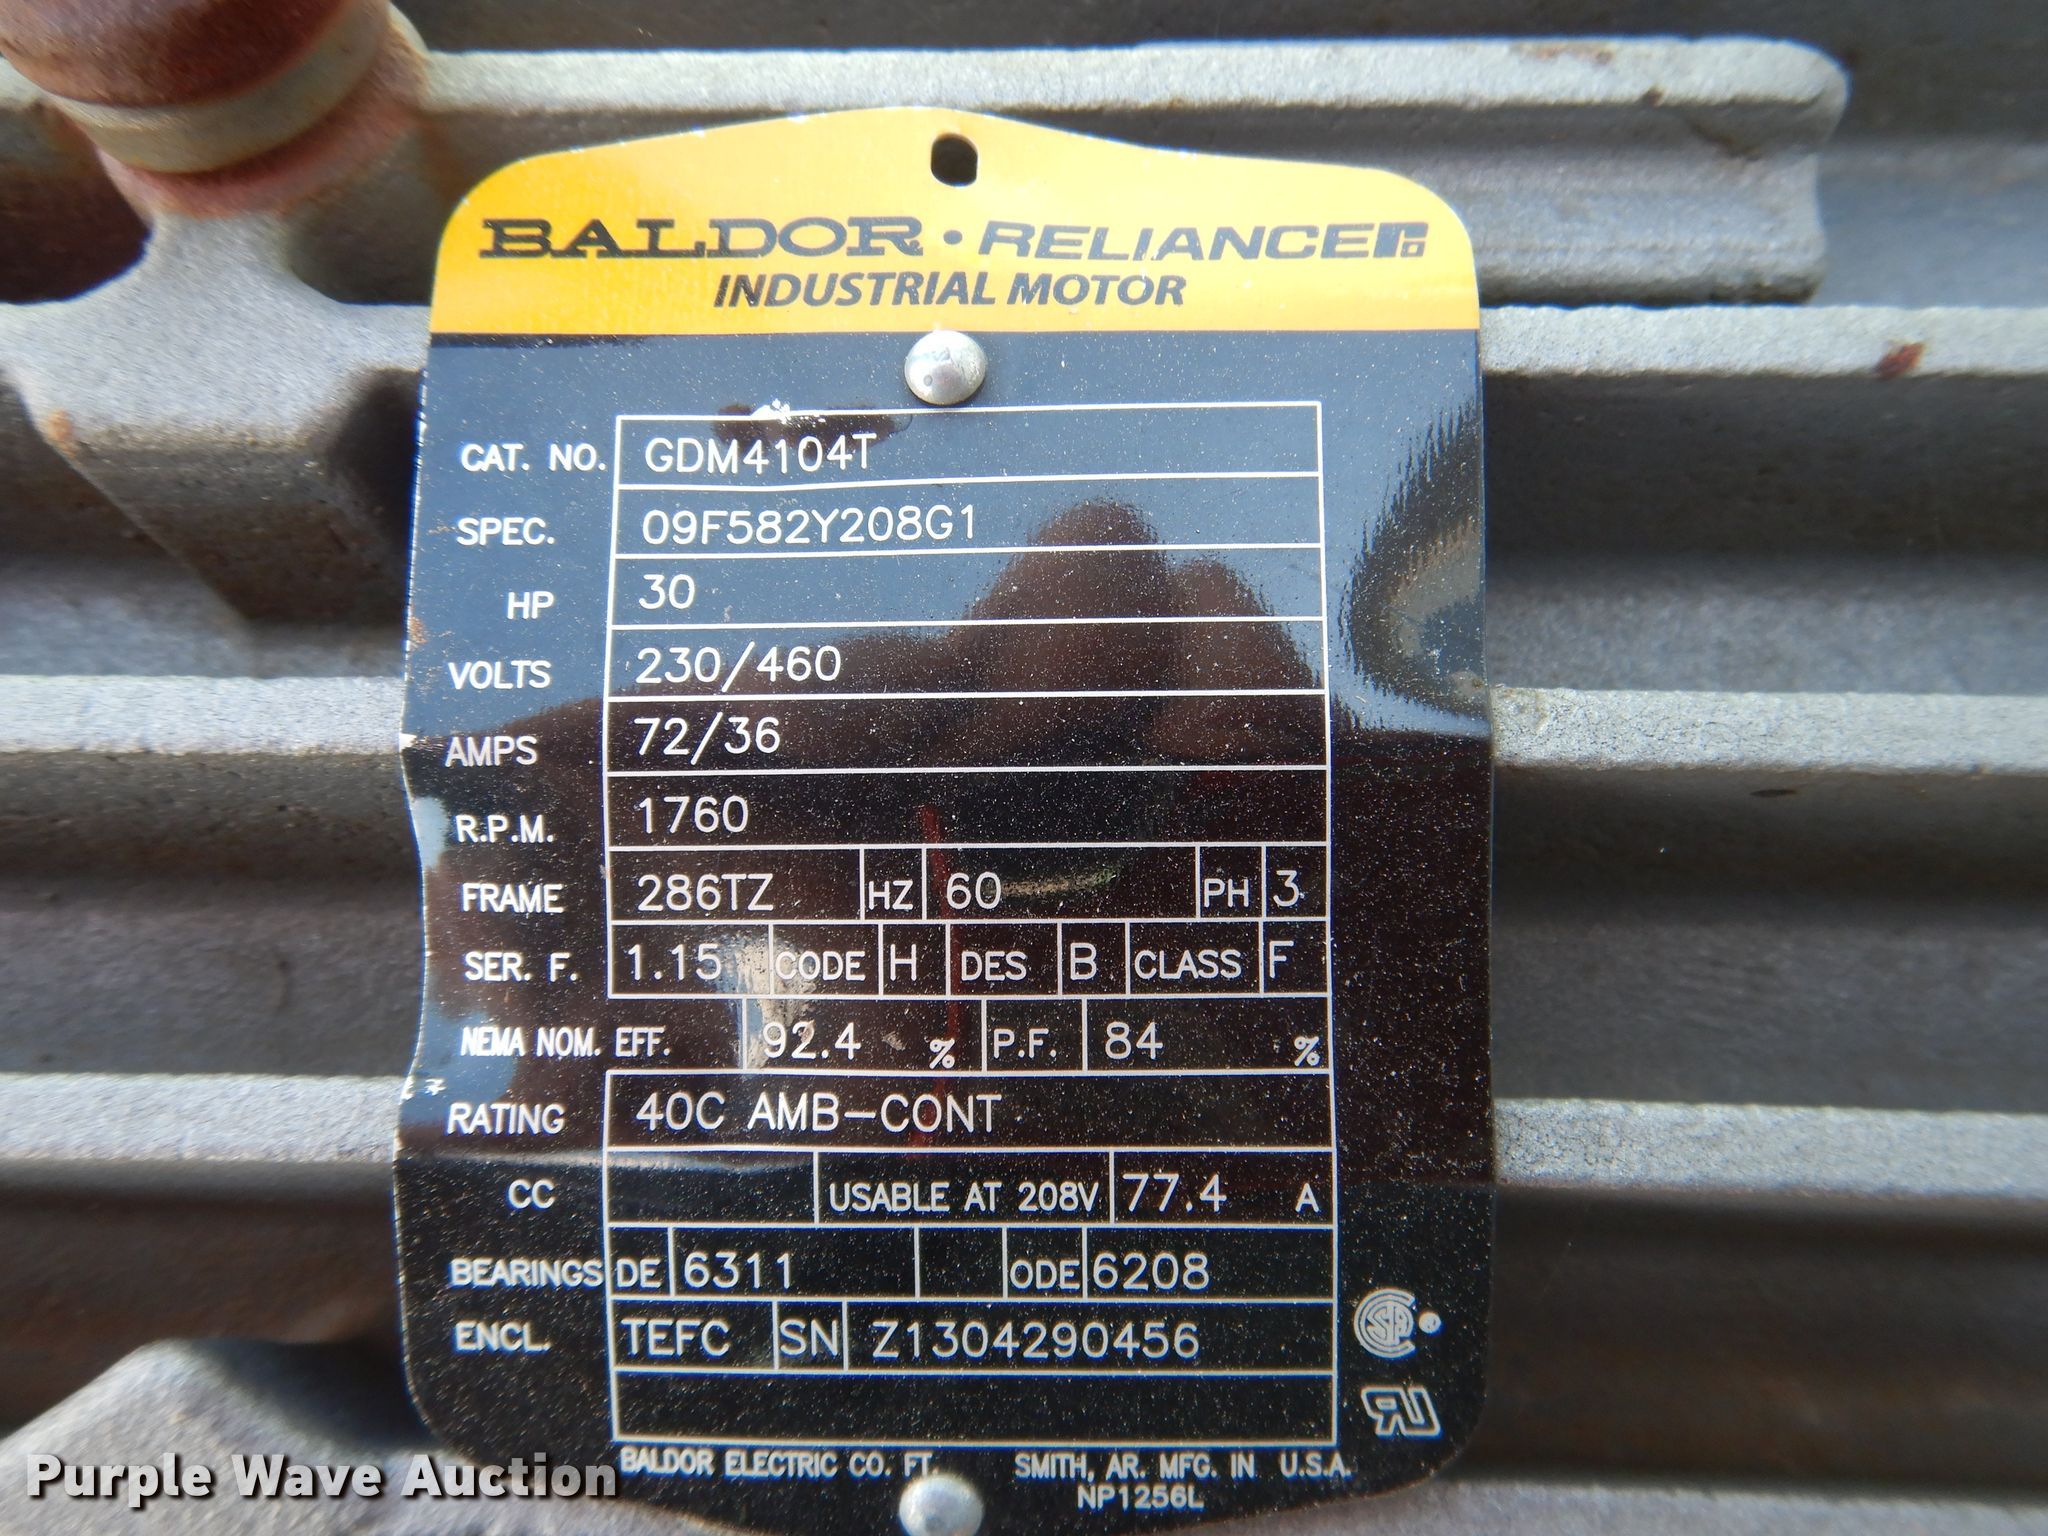 BALDOR • RELIANCE
INDUSTRIAL MOTOR
CAT. NO. GDM4104T
SPEC. 09F582Y208G1
HP 30
VOLTS 230/460
AMPS 72/36
R.P.M. 1760
FRAME 286TZ HZ 60 PH 3
SER. F. 1.15 CODE H DES B CLASS F
NEMA NOM. EFF. 92.4 % P.F. 84 %
RATING 40C AMB-CONT
CC USABLE AT 208V 77.4 A
BEARINGS DE 6311 ODE 6208
ENCL. TEFC SN Z1304290456
BALDOR ELECTRIC CO. FT. SMITH, AR. MFG. IN U.S.A.
NP1256L
Purple Wave Auction